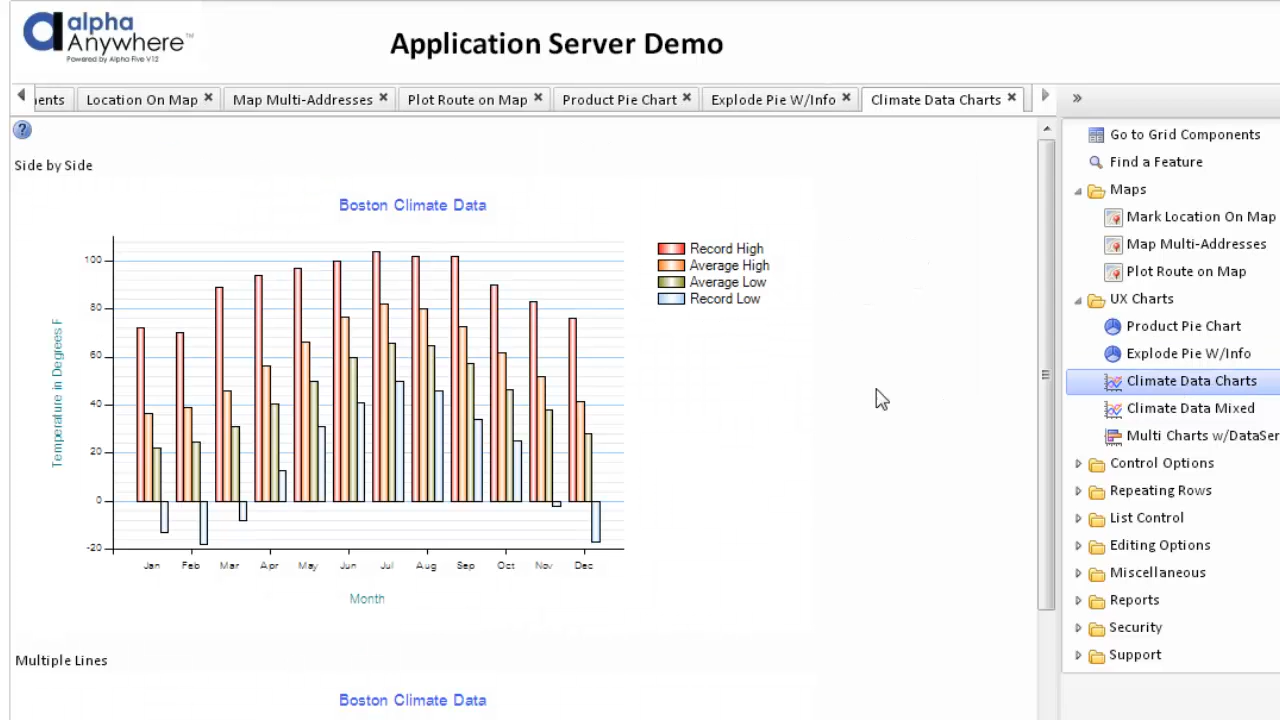 alpha
Anywhere™
Powered by Alpha Five V12
Application Server Demo
ents
Location On Map
Map Multi-Addresses
Plot Route on Map
Product Pie Chart
Explode Pie W/Info
Climate Data Charts
»
?
Side by Side
Boston Climate Data
Record High
Average High
Average Low
Record Low
Temperature in Degrees F
100
80
60
40
20
0
-20
Jan Feb Mar Apr May Jun Jul Aug Sep Oct Nov Dec
Month
Multiple Lines
Boston Climate Data
Go to Grid Components
Find a Feature
Maps
Mark Location On Map
Map Multi-Addresses
Plot Route on Map
UX Charts
Product Pie Chart
Explode Pie W/Info
Climate Data Charts
Climate Data Mixed
Multi Charts w/DataSer
Control Options
Repeating Rows
List Control
Editing Options
Miscellaneous
Reports
Security
Support